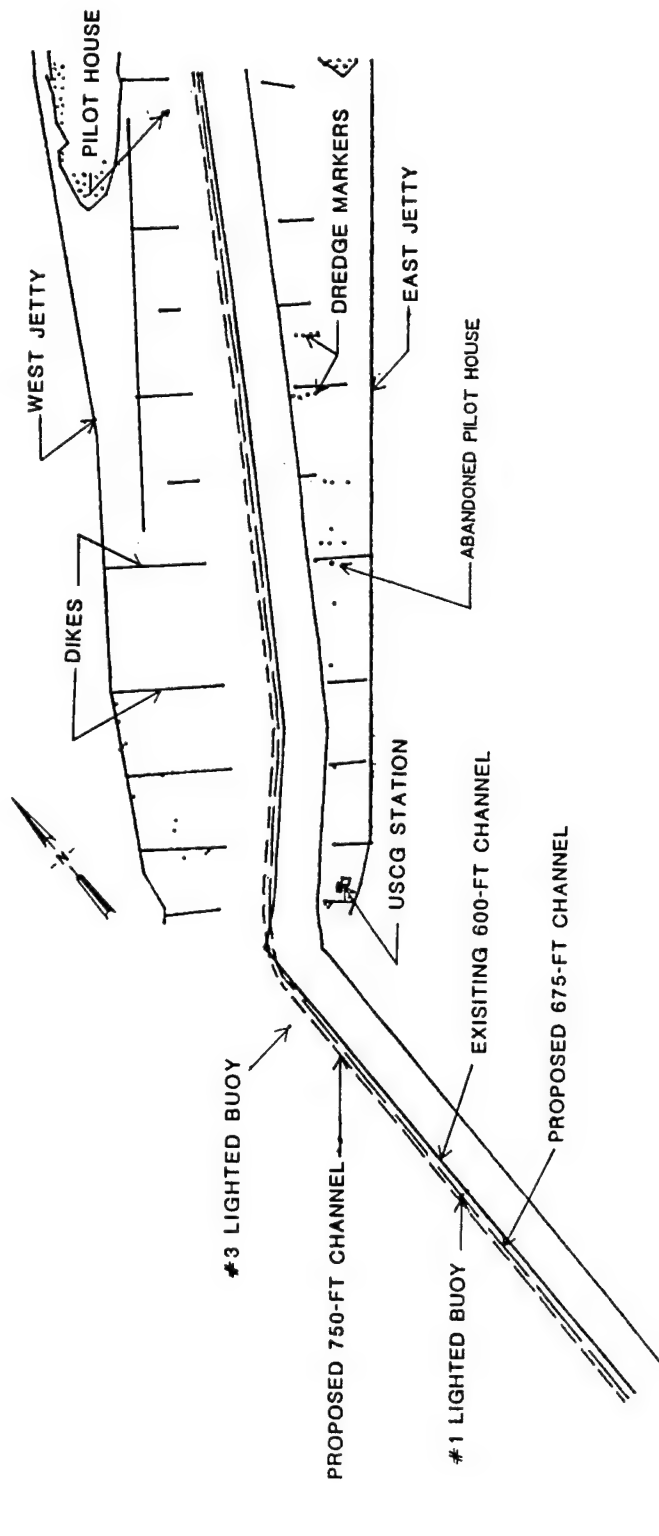 PILOT HOUSE
WEST JETTY
DIKES
N
DREDGE MARKERS
EAST JETTY
ABANDONED PILOT HOUSE
USCG STATION
#3 LIGHTED BUOY
EXISITING 600-FT CHANNEL
PROPOSED 675-FT CHANNEL
PROPOSED 750-FT CHANNEL
#1 LIGHTED BUOY